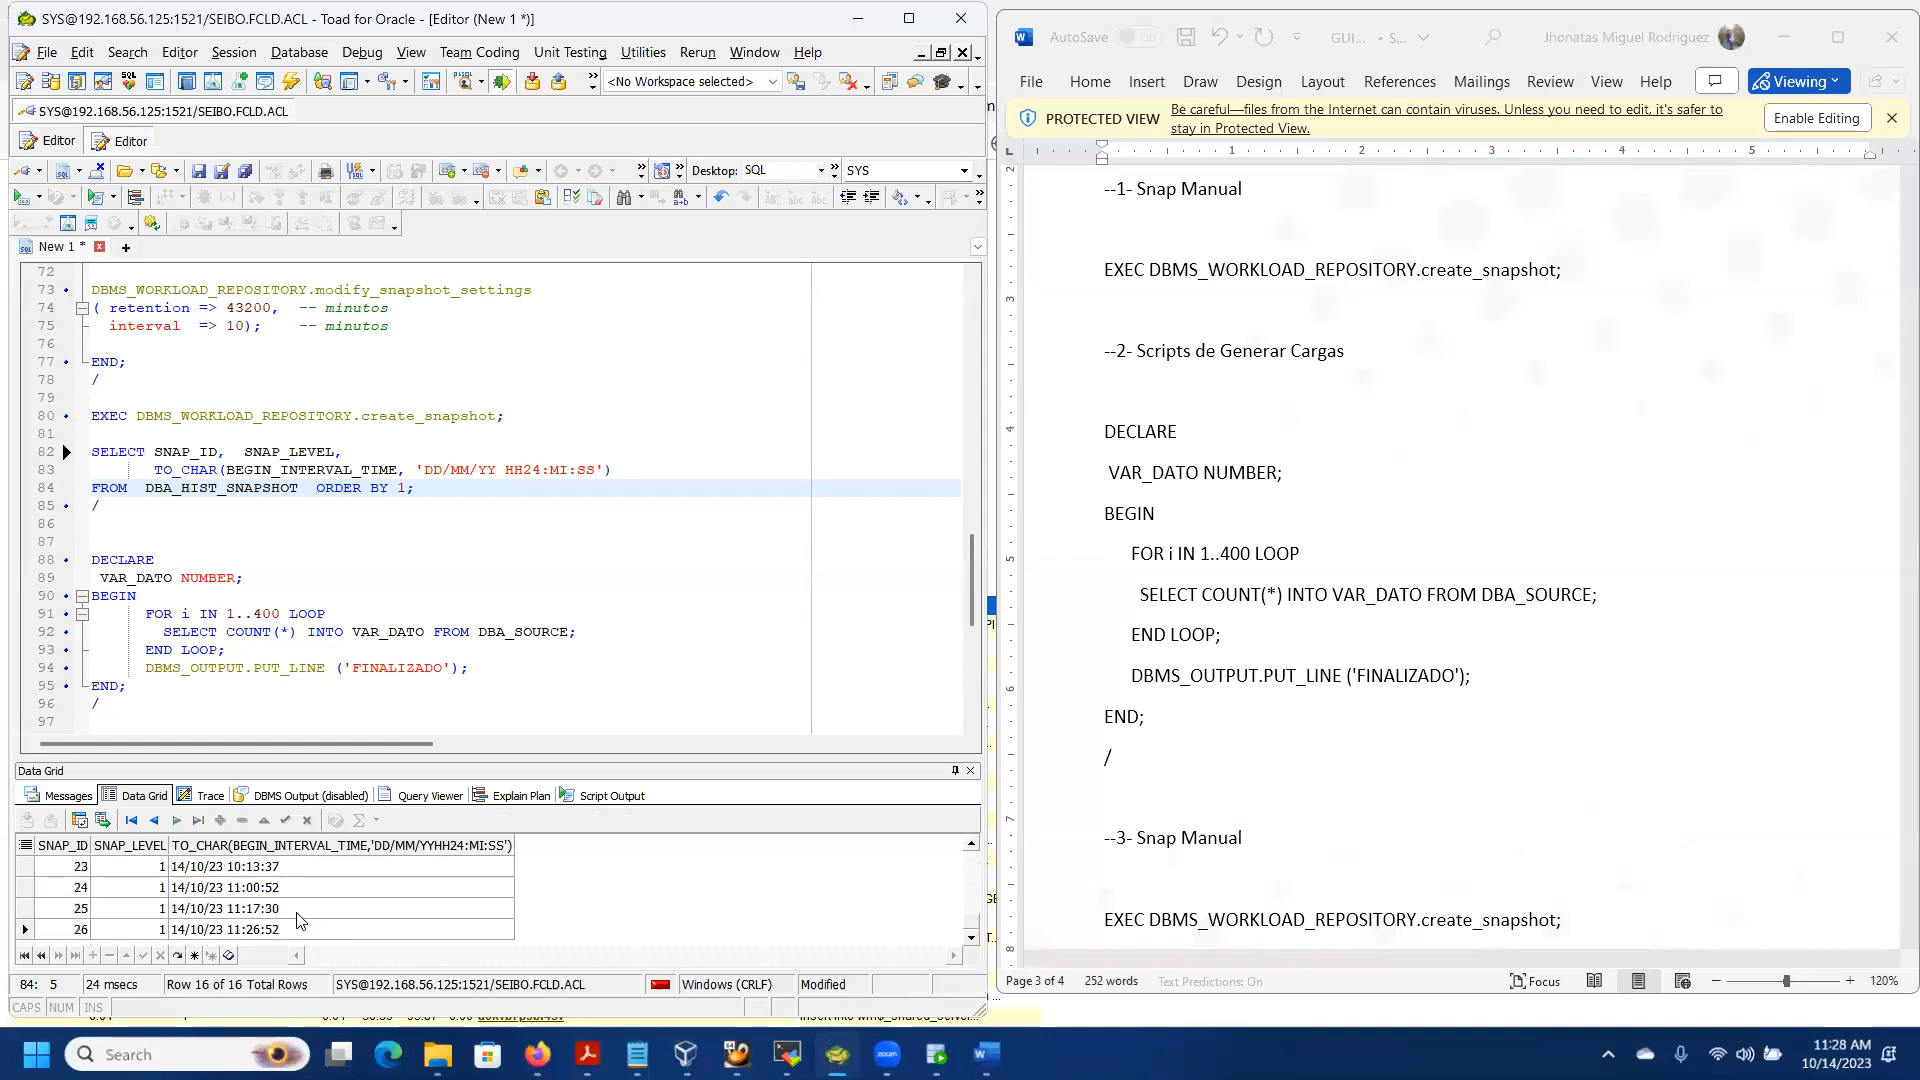 SYS@192.168.56.125:1521/SEIBO.FCLD.ACL - Toad for Oracle - [Editor (New 1 *)]
File Edit Search Editor Session Database Debug View Team Coding Unit Testing Utilities Rerun Window Help
<No Workspace selected>
SYS@192.168.56.125:1521/SEIBO.FCLD.ACL
Editor Editor
Desktop: SQL SYS
New 1 *
72
73 DBMS_WORKLOAD_REPOSITORY.modify_snapshot_settings
74 ( retention => 43200, -- minutos
75 interval => 10); -- minutos
76
77 END;
78 /
79
80 EXEC DBMS_WORKLOAD_REPOSITORY.create_snapshot;
81
82 SELECT SNAP_ID, SNAP_LEVEL,
83 TO_CHAR(BEGIN_INTERVAL_TIME, 'DD/MM/YY HH24:MI:SS')
84 FROM DBA_HIST_SNAPSHOT ORDER BY 1;
85 /
86
87
88 DECLARE
89 VAR_DATO NUMBER;
90 BEGIN
91 FOR i IN 1..400 LOOP
92 SELECT COUNT(*) INTO VAR_DATO FROM DBA_SOURCE;
93 END LOOP;
94 DBMS_OUTPUT.PUT_LINE ('FINALIZADO');
95 END;
96 /
97
Data Grid
Messages Data Grid Trace DBMS Output (disabled) Query Viewer Explain Plan Script Output
SNAP_ID SNAP_LEVEL TO_CHAR(BEGIN_INTERVAL_TIME,'DD/MM/YYHH24:MI:SS')
23 1 14/10/23 10:13:37
24 1 14/10/23 11:00:52
25 1 14/10/23 11:17:30
26 1 14/10/23 11:26:52
84: 5 24 msecs Row 16 of 16 Total Rows SYS@192.168.56.125:1521/SEIBO.FCLD.ACL Windows (CRLF) Modified
CAPS NUM INS
AutoSave Off GUI... • S... Jhonatas Miguel Rodriguez
File Home Insert Draw Design Layout References Mailings Review View Help Viewing
PROTECTED VIEW Be careful—files from the Internet can contain viruses. Unless you need to edit, it's safer to stay in Protected View. Enable Editing
1 2 3 4 5
--1- Snap Manual
EXEC DBMS_WORKLOAD_REPOSITORY.create_snapshot;
--2- Scripts de Generar Cargas
DECLARE
VAR_DATO NUMBER;
BEGIN
FOR i IN 1..400 LOOP
SELECT COUNT(*) INTO VAR_DATO FROM DBA_SOURCE;
END LOOP;
DBMS_OUTPUT.PUT_LINE ('FINALIZADO');
END;
/
--3- Snap Manual
EXEC DBMS_WORKLOAD_REPOSITORY.create_snapshot;
Page 3 of 4 252 words Text Predictions: On Focus 120%
Search
zoom
11:28 AM
10/14/2023